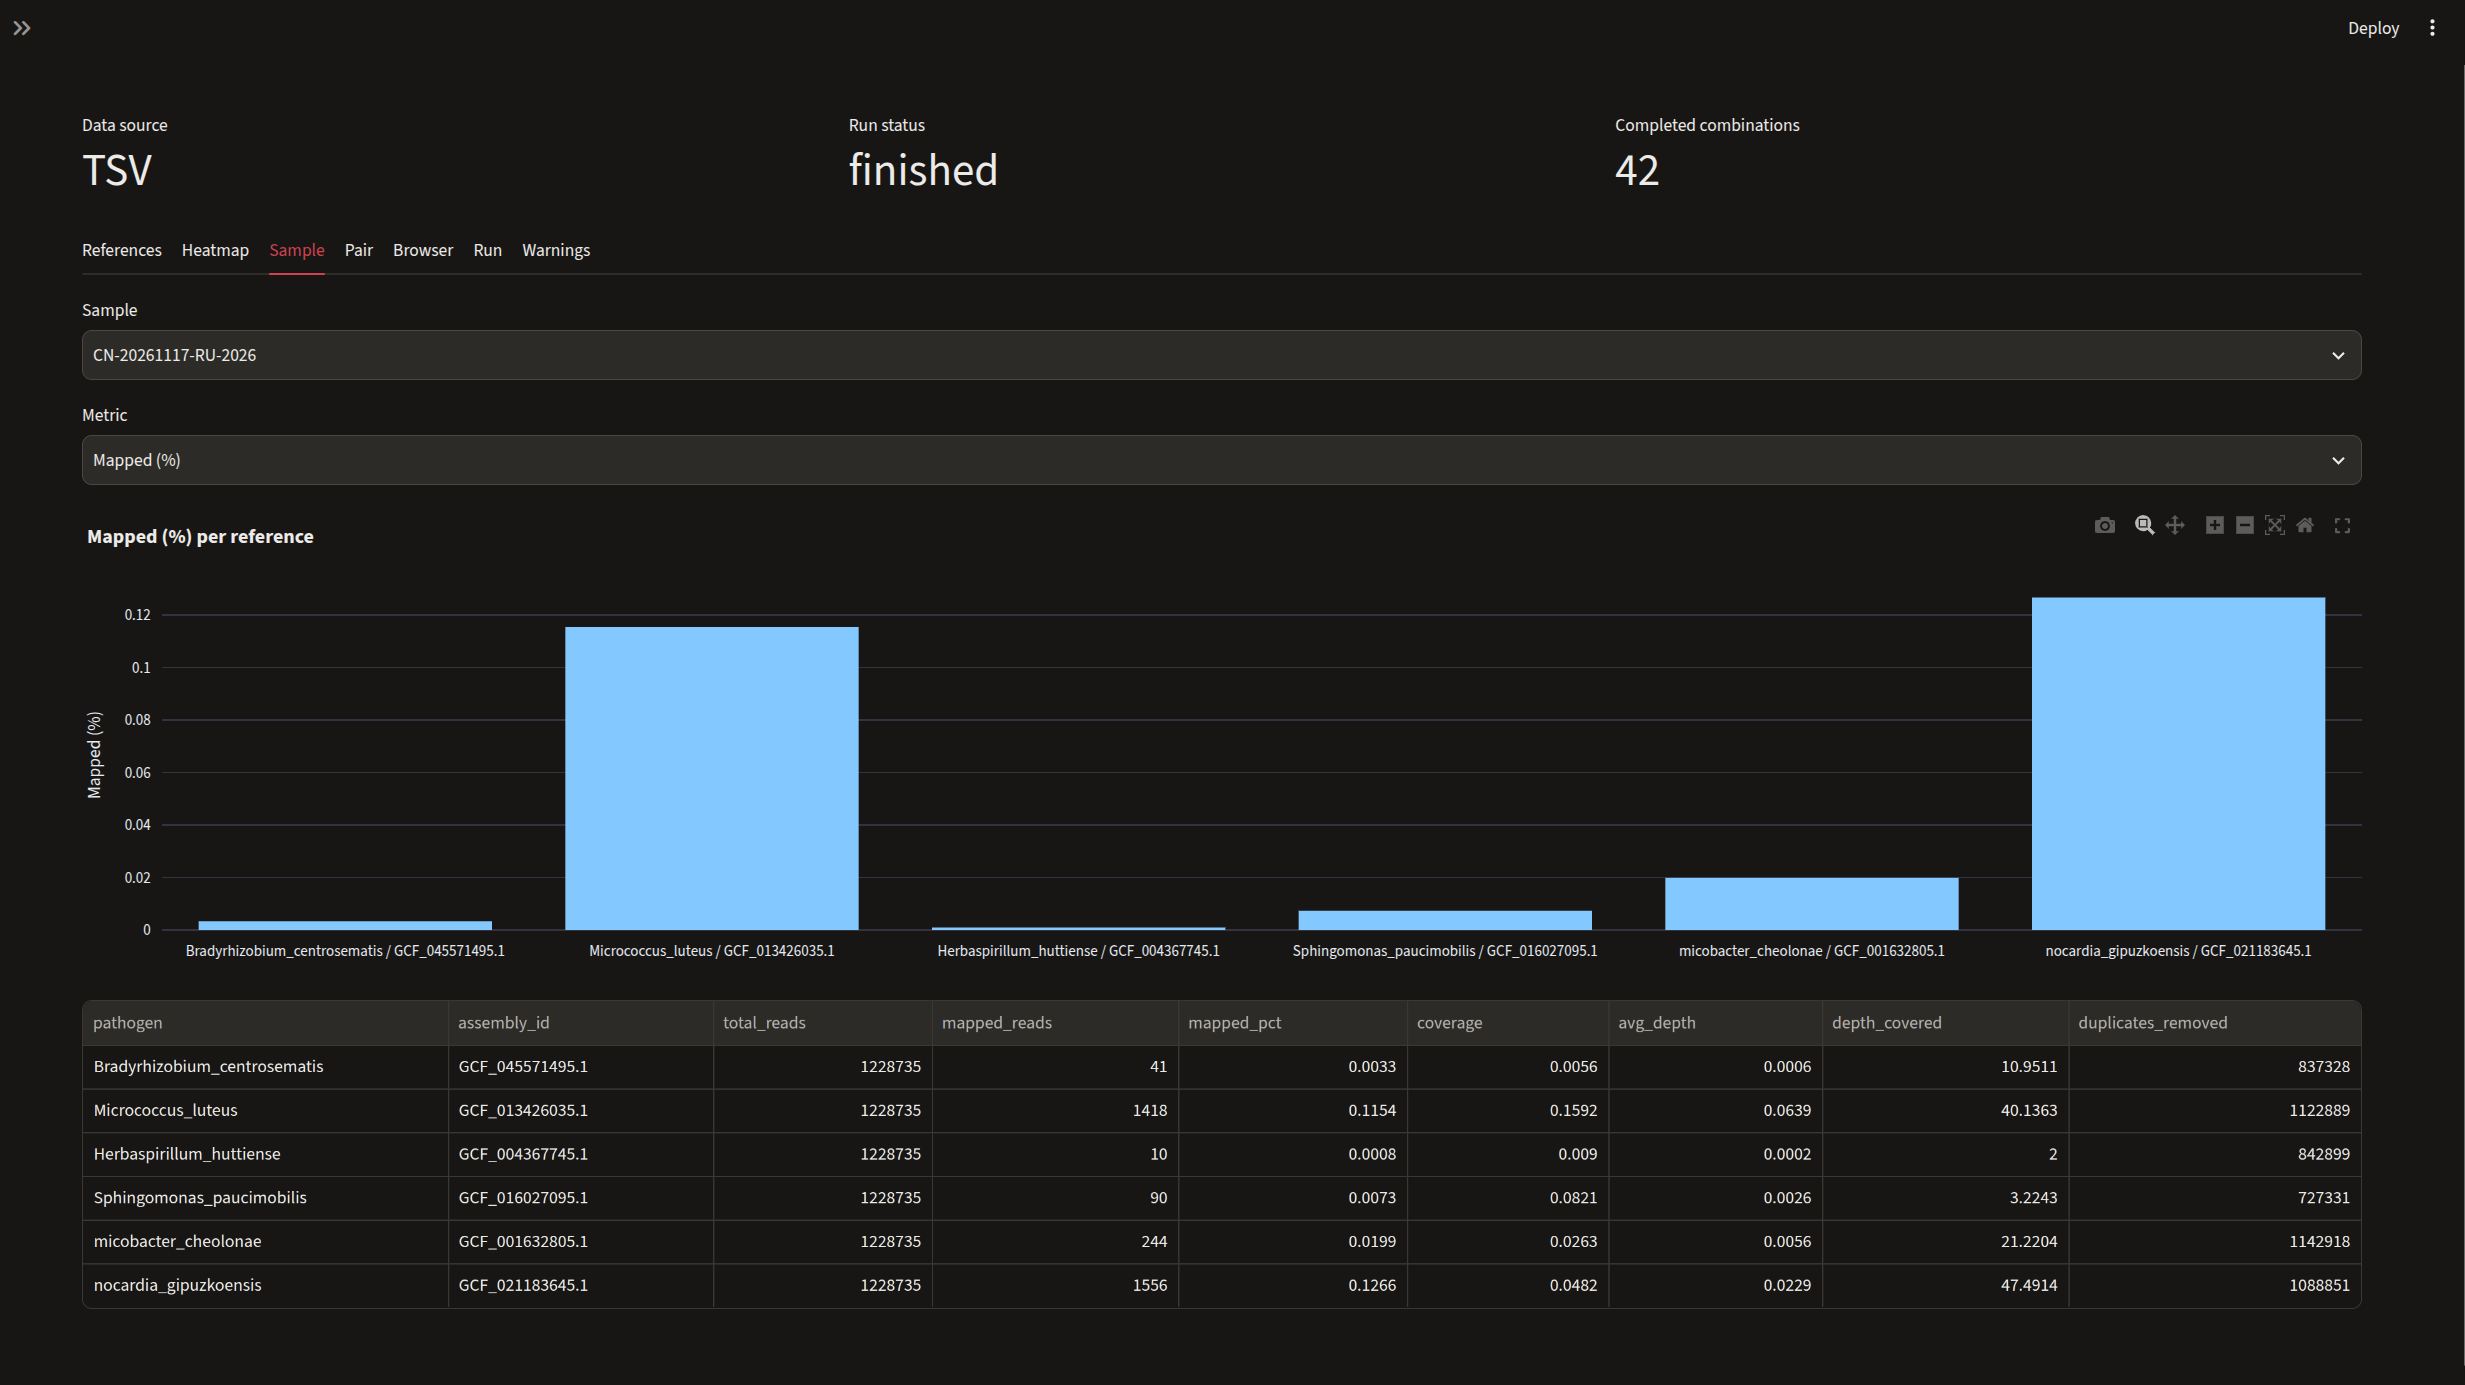 Deploy
Data source
TSV
Run status
finished
Completed combinations
42
References Heatmap Sample Pair Browser Run Warnings
Sample
CN-20261117-RU-2026
Metric
Mapped (%)
Mapped (%) per reference
Mapped (%)
0.12
0.1
0.08
0.06
0.04
0.02
0
Bradyrhizobium_centrosematis / GCF_045571495.1 Micrococcus_luteus / GCF_013426035.1 Herbaspirillum_huttiense / GCF_004367745.1 Sphingomonas_paucimobilis / GCF_016027095.1 micobacter_cheolonae / GCF_001632805.1 nocardia_gipuzkoensis / GCF_021183645.1
pathogen assembly_id total_reads mapped_reads mapped_pct coverage avg_depth depth_covered duplicates_removed
Bradyrhizobium_centrosematis GCF_045571495.1 1228735 41 0.0033 0.0056 0.0006 10.9511 837328
Micrococcus_luteus GCF_013426035.1 1228735 1418 0.1154 0.1592 0.0639 40.1363 1122889
Herbaspirillum_huttiense GCF_004367745.1 1228735 10 0.0008 0.009 0.0002 2 842899
Sphingomonas_paucimobilis GCF_016027095.1 1228735 90 0.0073 0.0821 0.0026 3.2243 727331
micobacter_cheolonae GCF_001632805.1 1228735 244 0.0199 0.0263 0.0056 21.2204 1142918
nocardia_gipuzkoensis GCF_021183645.1 1228735 1556 0.1266 0.0482 0.0229 47.4914 1088851